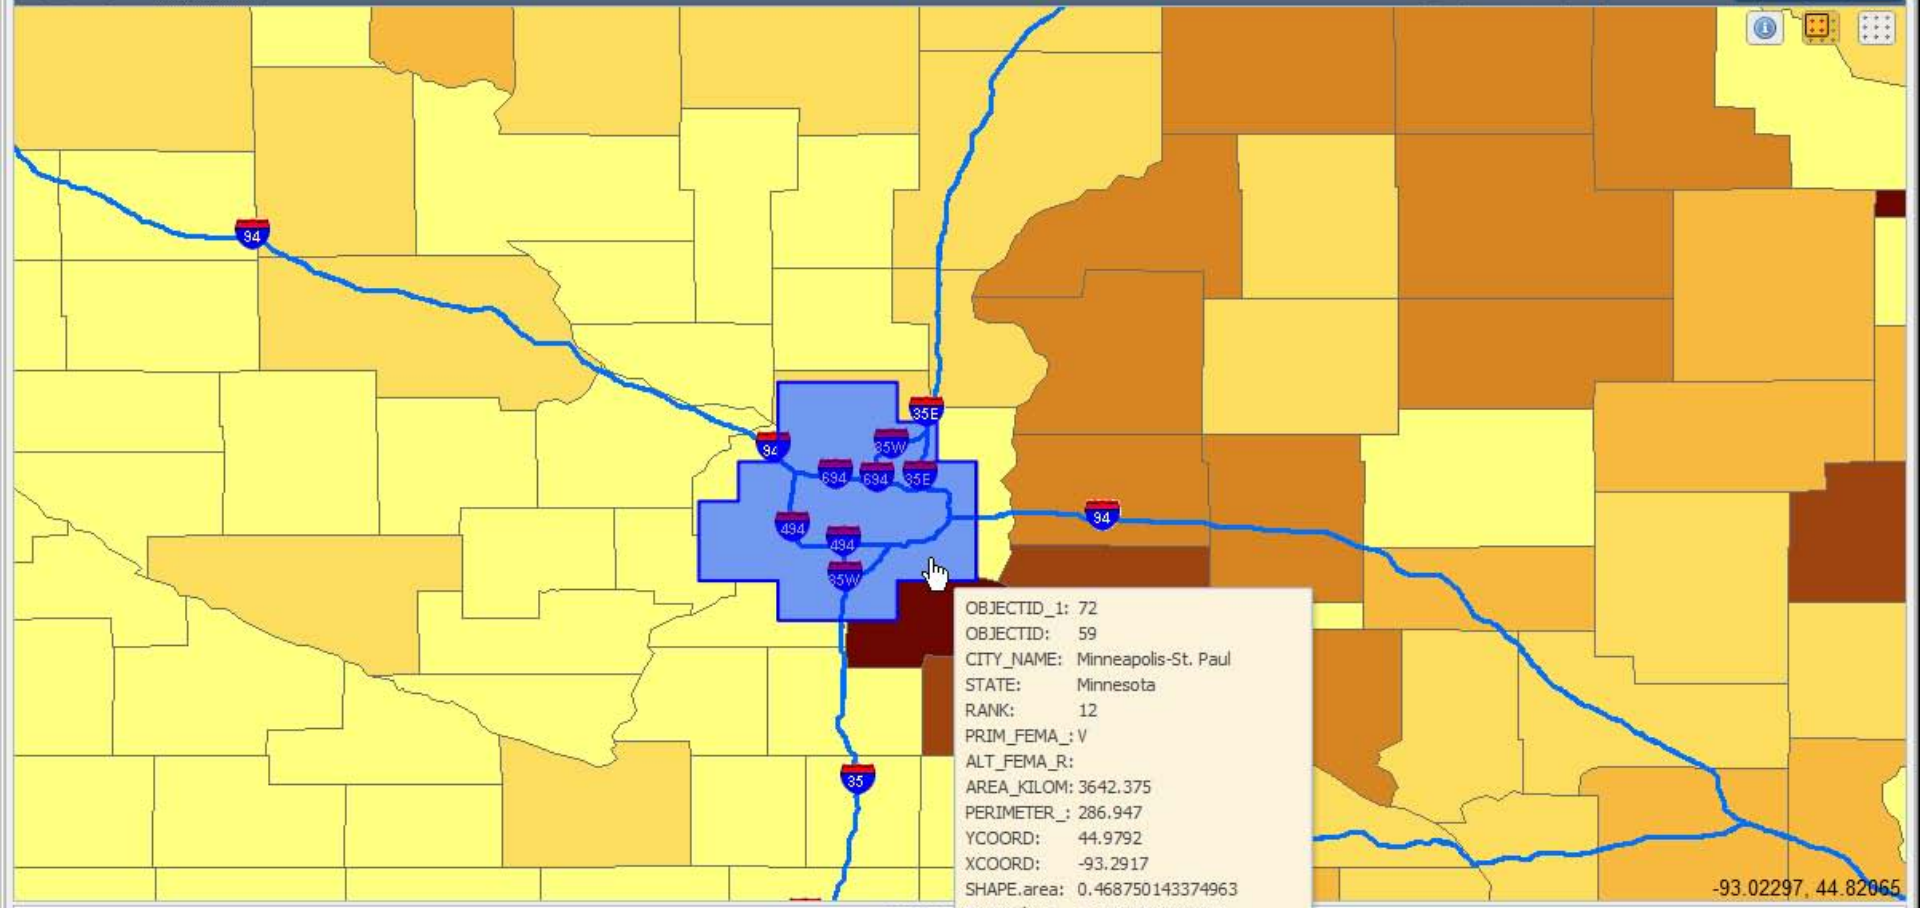 94
35E
94
35W
694
694
35E
494
94
494
35W
OBJECTID_1: 72
OBJECTID: 59
CITY_NAME: Minneapolis-St. Paul
STATE: Minnesota
RANK: 12
PRIM_FEMA_: V
ALT_FEMA_R:
AREA_KILOM: 3642.375
PERIMETER_: 286.947
YCOORD: 44.9792
XCOORD: -93.2917
SHAPE.area: 0.468750143374963
35
-93.02297, 44.82065